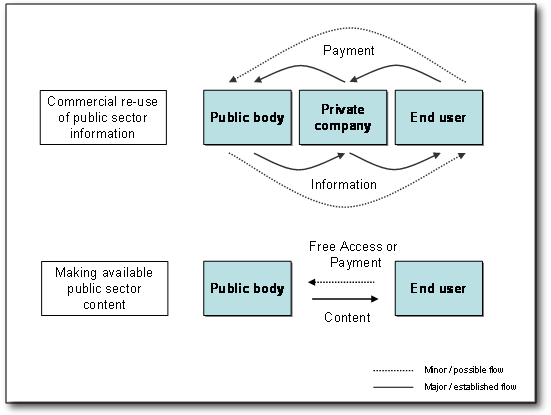 Payment
Commercial re-use
of public sector
information
Public body
Private
company
End user
Information
Free Access or
Payment
Making available
public sector
content
Public body
End user
Content
Minor / possible flow
Major / established flow